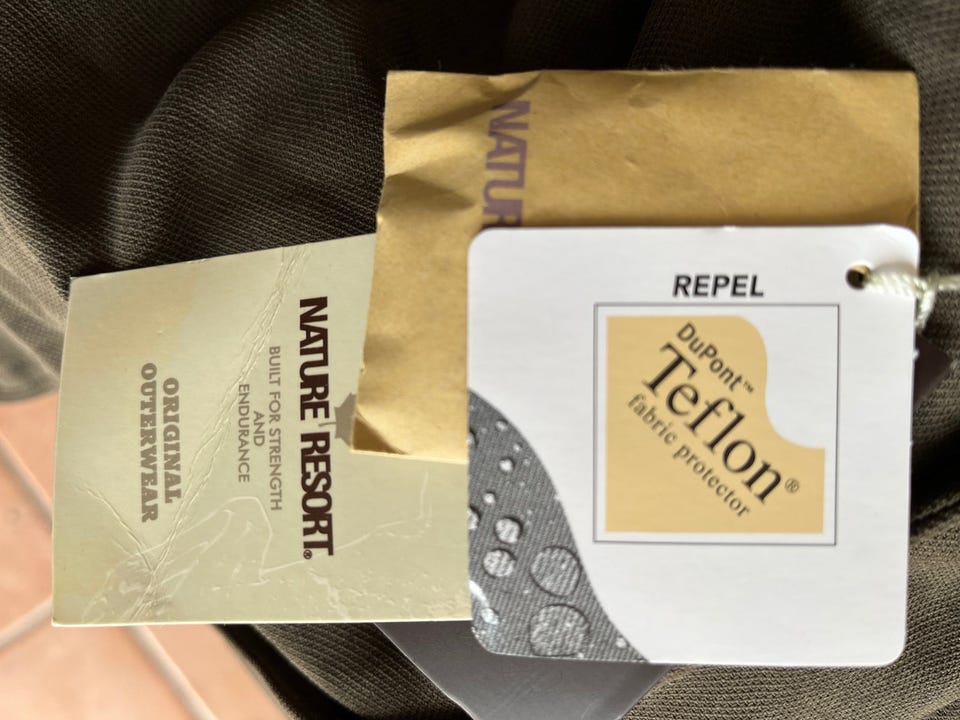 NATUR
REPEL
DuPont™
Teflon®
fabric protector
NATURE RESORT®
BUILT FOR STRENGTH
AND
ENDURANCE
ORIGINAL
OUTERWEAR